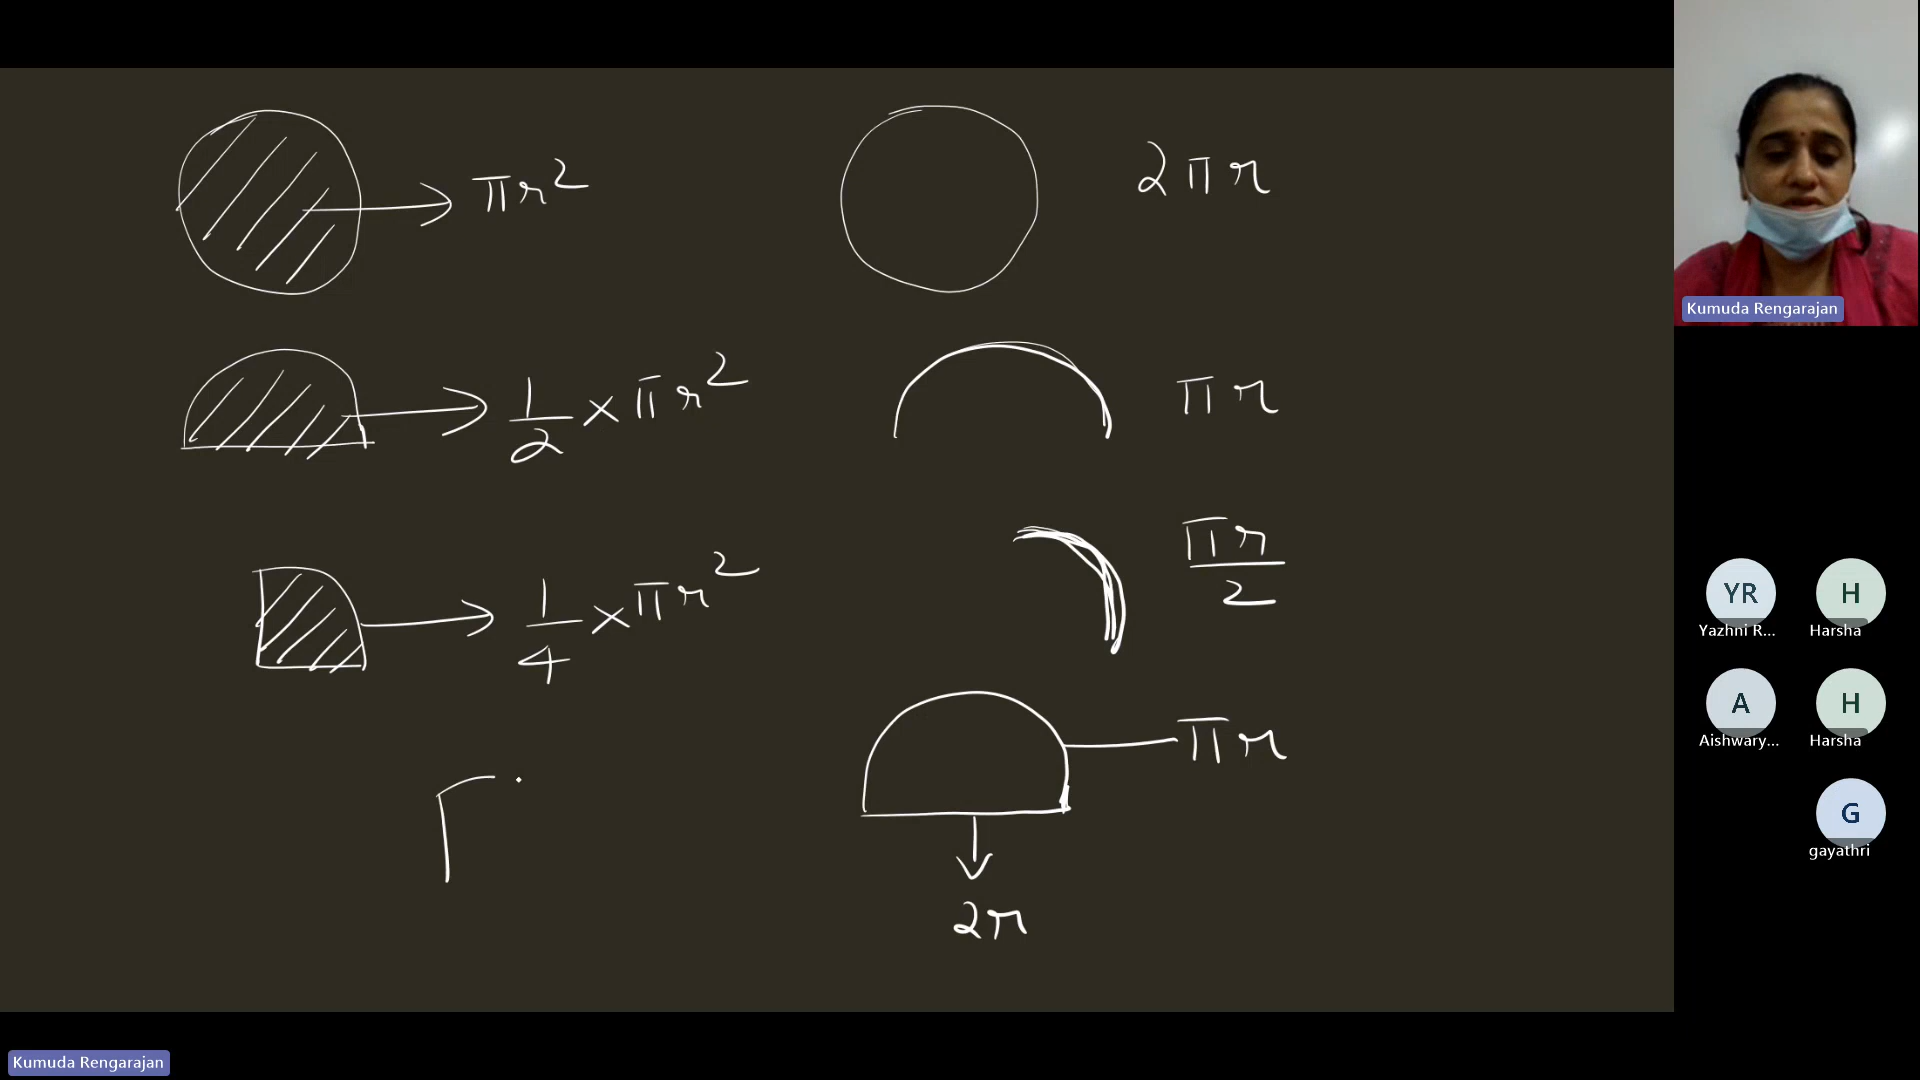 πr²
2πr
1/2 × πr²
πr
1/4 × πr²
πr/2
πr
2r
Kumuda Rengarajan
YR
Yazhni R...
H
Harsha
A
Aishwary...
H
Harsha
G
gayathri
Kumuda Rengarajan